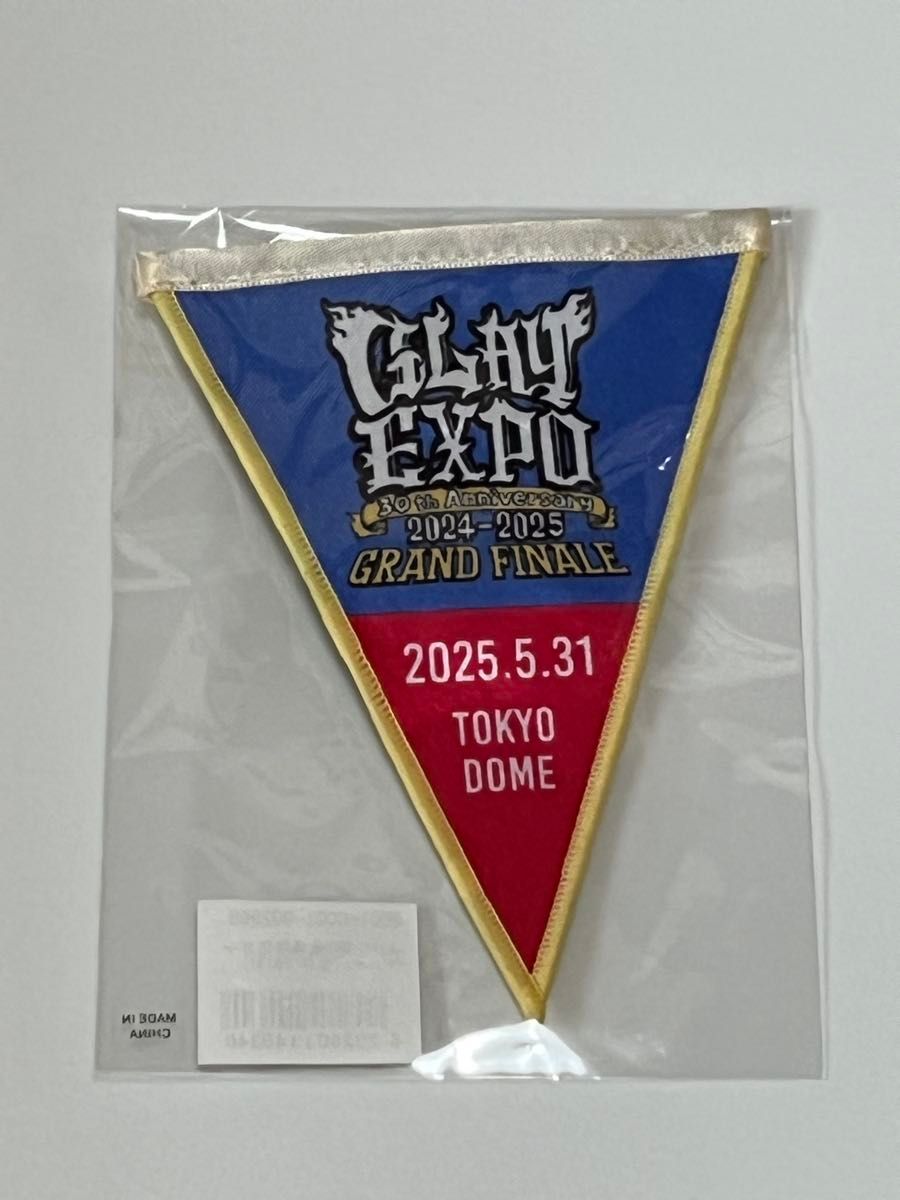 GLAY
EXPO
30th Anniversary
2024-2025
GRAND FINALE
2025.5.31
TOKYO
DOME
MADE IN
CHINA